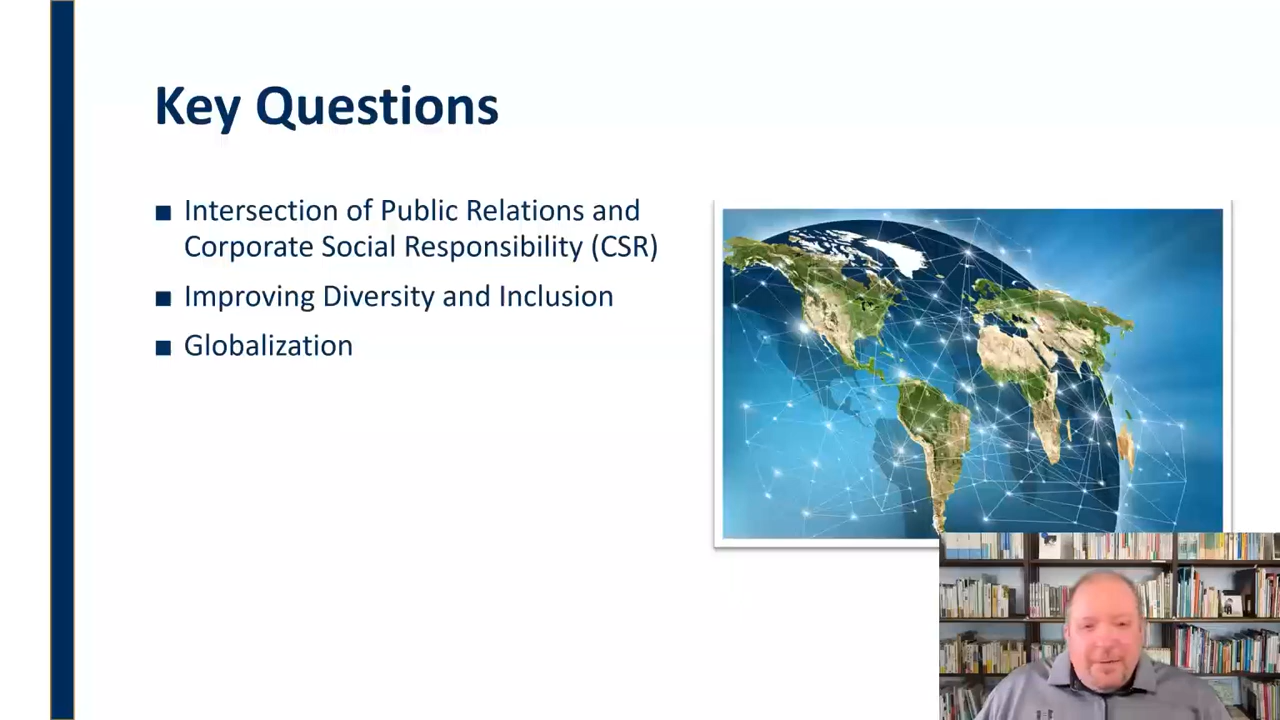 Key Questions
Intersection of Public Relations and
Corporate Social Responsibility (CSR)
Improving Diversity and Inclusion
Globalization